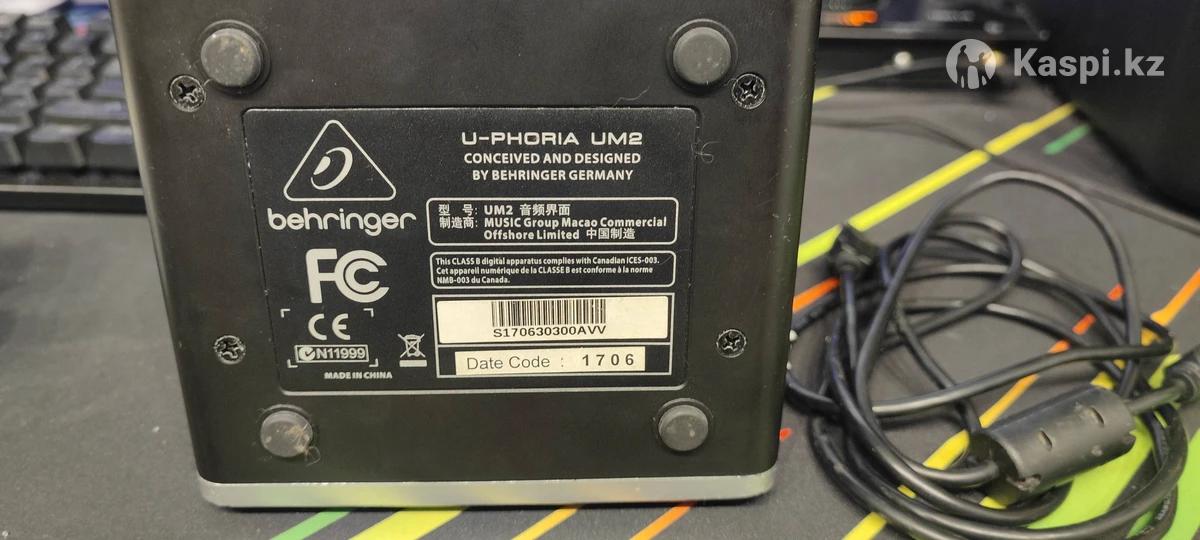 Kaspi.kz
U-PHORIA UM2
CONCEIVED AND DESIGNED
BY BEHRINGER GERMANY
behringer
型 号: UM2 音频界面
制造商: MUSIC Group Macao Commercial
Offshore Limited 中国制造
FC
This CLASS B digital apparatus complies with Canadian ICES-003.
Cet appareil numérique de la CLASSE B est conforme à la norme
NMB-003 du Canada.
CE
N11999
MADE IN CHINA
S170630300AVV
Date Code : 1706